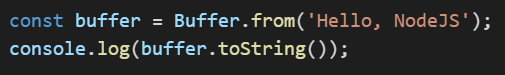 const buffer = Buffer.from('Hello, NodeJS');
console.log(buffer.toString());